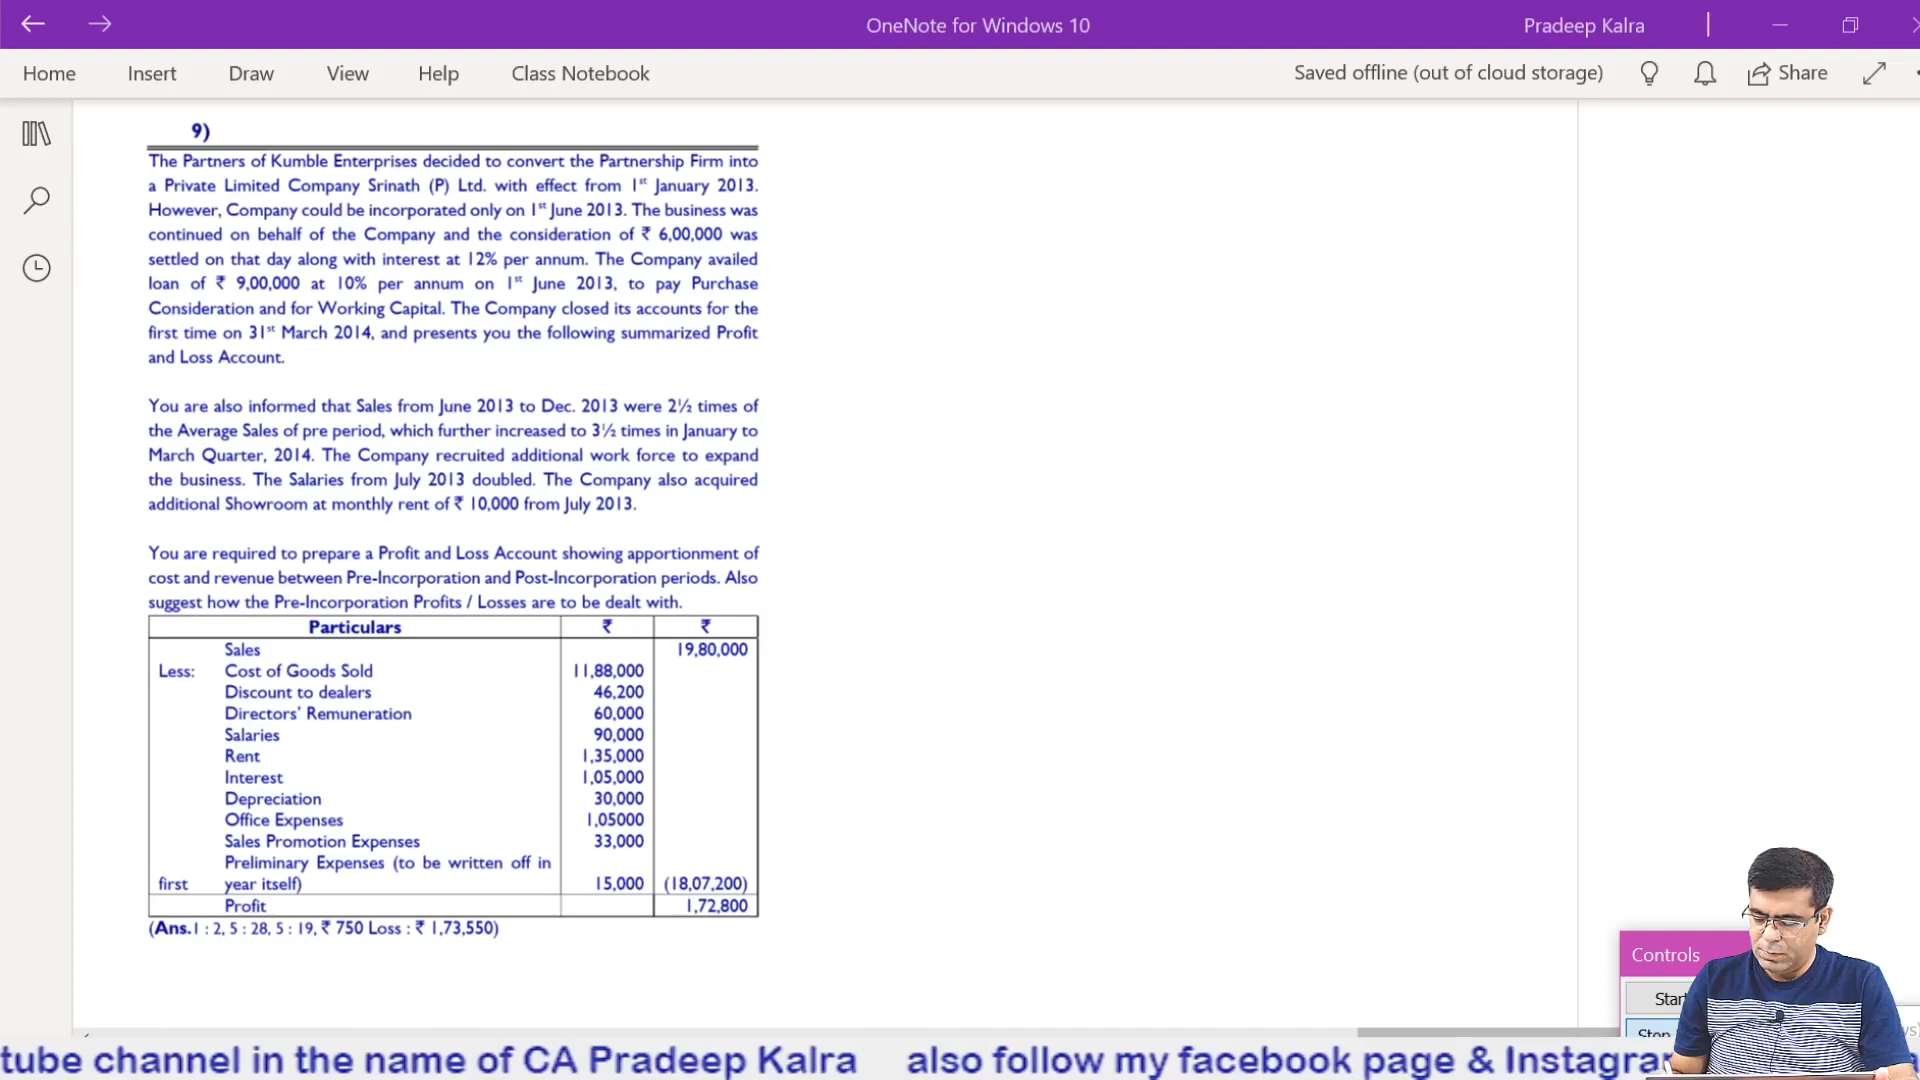 OneNote for Windows 10
Pradeep Kalra
Home Insert Draw View Help Class Notebook
Saved offline (out of cloud storage)
Share
9)
The Partners of Kumble Enterprises decided to convert the Partnership Firm into
a Private Limited Company Srinath (P) Ltd. with effect from 1st January 2013.
However, Company could be incorporated only on 1st June 2013. The business was
continued on behalf of the Company and the consideration of ₹ 6,00,000 was
settled on that day along with interest at 12% per annum. The Company availed
loan of ₹ 9,00,000 at 10% per annum on 1st June 2013, to pay Purchase
Consideration and for Working Capital. The Company closed its accounts for the
first time on 31st March 2014, and presents you the following summarized Profit
and Loss Account.
You are also informed that Sales from June 2013 to Dec. 2013 were 2½ times of
the Average Sales of pre period, which further increased to 3½ times in January to
March Quarter, 2014. The Company recruited additional work force to expand
the business. The Salaries from July 2013 doubled. The Company also acquired
additional Showroom at monthly rent of ₹ 10,000 from July 2013.
You are required to prepare a Profit and Loss Account showing apportionment of
cost and revenue between Pre-Incorporation and Post-Incorporation periods. Also
suggest how the Pre-Incorporation Profits / Losses are to be dealt with.
Particulars ₹ ₹
Sales 19,80,000
Less: Cost of Goods Sold 11,88,000
Discount to dealers 46,200
Directors' Remuneration 60,000
Salaries 90,000
Rent 1,35,000
Interest 1,05,000
Depreciation 30,000
Office Expenses 1,05000
Sales Promotion Expenses 33,000
Preliminary Expenses (to be written off in
first year itself) 15,000 (18,07,200)
Profit 1,72,800
(Ans.1 : 2, 5 : 28, 5 : 19, ₹ 750 Loss : ₹ 1,73,550)
Controls
tube channel in the name of CA Pradeep Kalra also follow my facebook page &